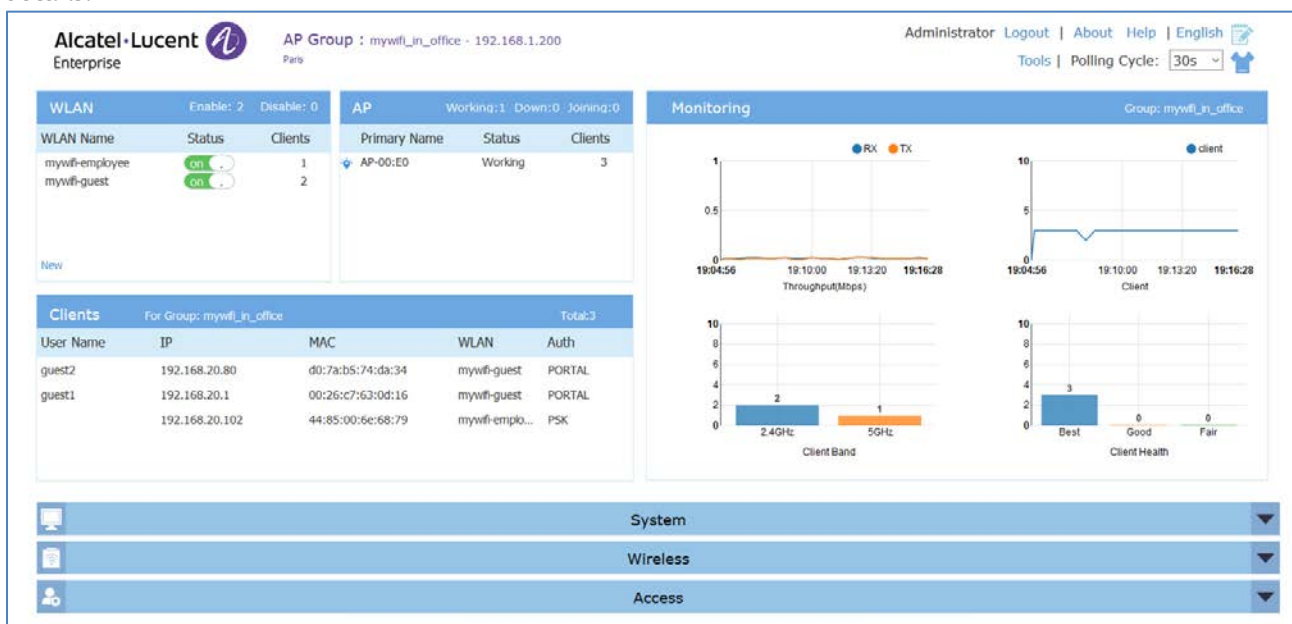 Alcatel·Lucent
Enterprise
AP Group : mywifi_in_office - 192.168.1.200
Paris
Administrator Logout | About Help | English
Tools | Polling Cycle: 30s
WLAN Enable: 2 Disable: 0
WLAN Name Status Clients
mywifi-employee on 1
mywifi-guest on 2
New
AP Working:1 Down:0 Joining:0
Primary Name Status Clients
AP-00:E0 Working 3
Clients For Group: mywifi_in_office Total:3
User Name IP MAC WLAN Auth
guest2 192.168.20.80 d0:7a:b5:74:da:34 mywifi-guest PORTAL
guest1 192.168.20.1 00:26:c7:63:0d:16 mywifi-guest PORTAL
192.168.20.102 44:85:00:6e:68:79 mywifi-emplo... PSK
Monitoring Group: mywifi_in_office
RX TX
1
0.5
0
19:04:56 19:10:00 19:13:20 19:16:28
Throughput(Mbps)
client
10
5
0
19:04:56 19:10:00 19:13:20 19:16:28
Client
10
8
6
4
2
0
2
1
2.4GHz 5GHz
Client Band
10
8
6
4
2
0
3
0
0
Best Good Fair
Client Health
System
Wireless
Access